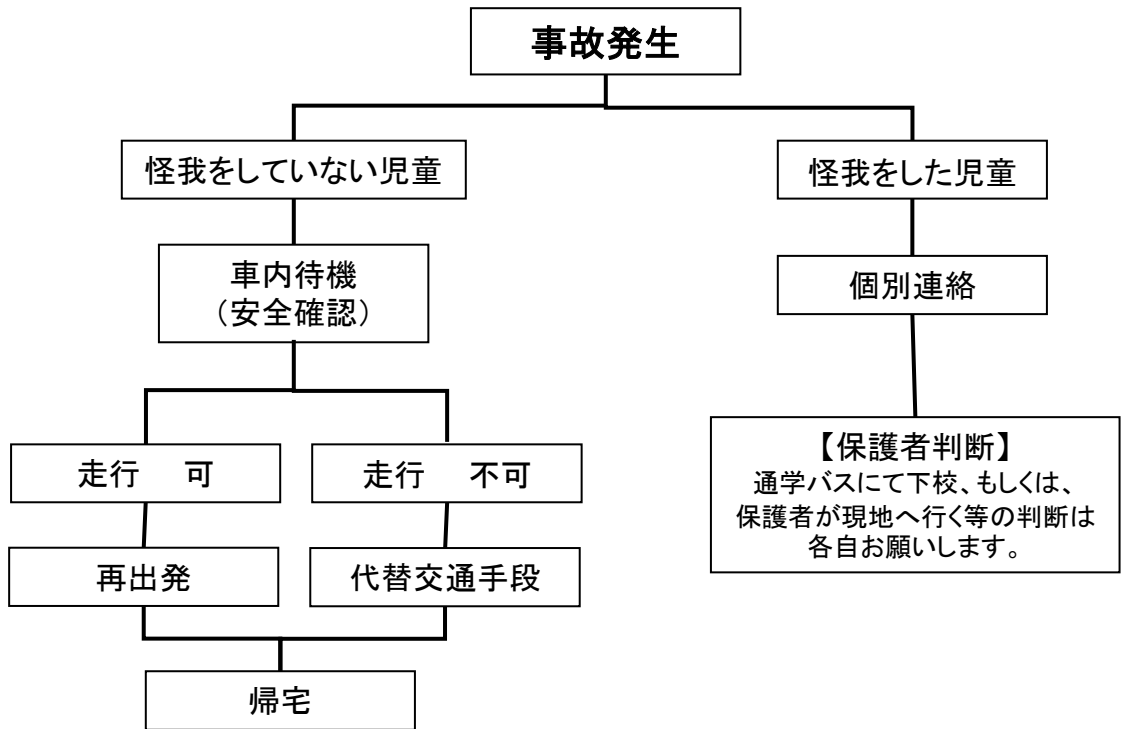 事故発生
怪我をしていない児童
怪我をした児童
車内待機
（安全確認）
個別連絡
走行　可
走行　不可
【保護者判断】
通学バスにて下校、もしくは、
保護者が現地へ行く等の判断は
各自お願いします。
再出発
代替交通手段
帰宅